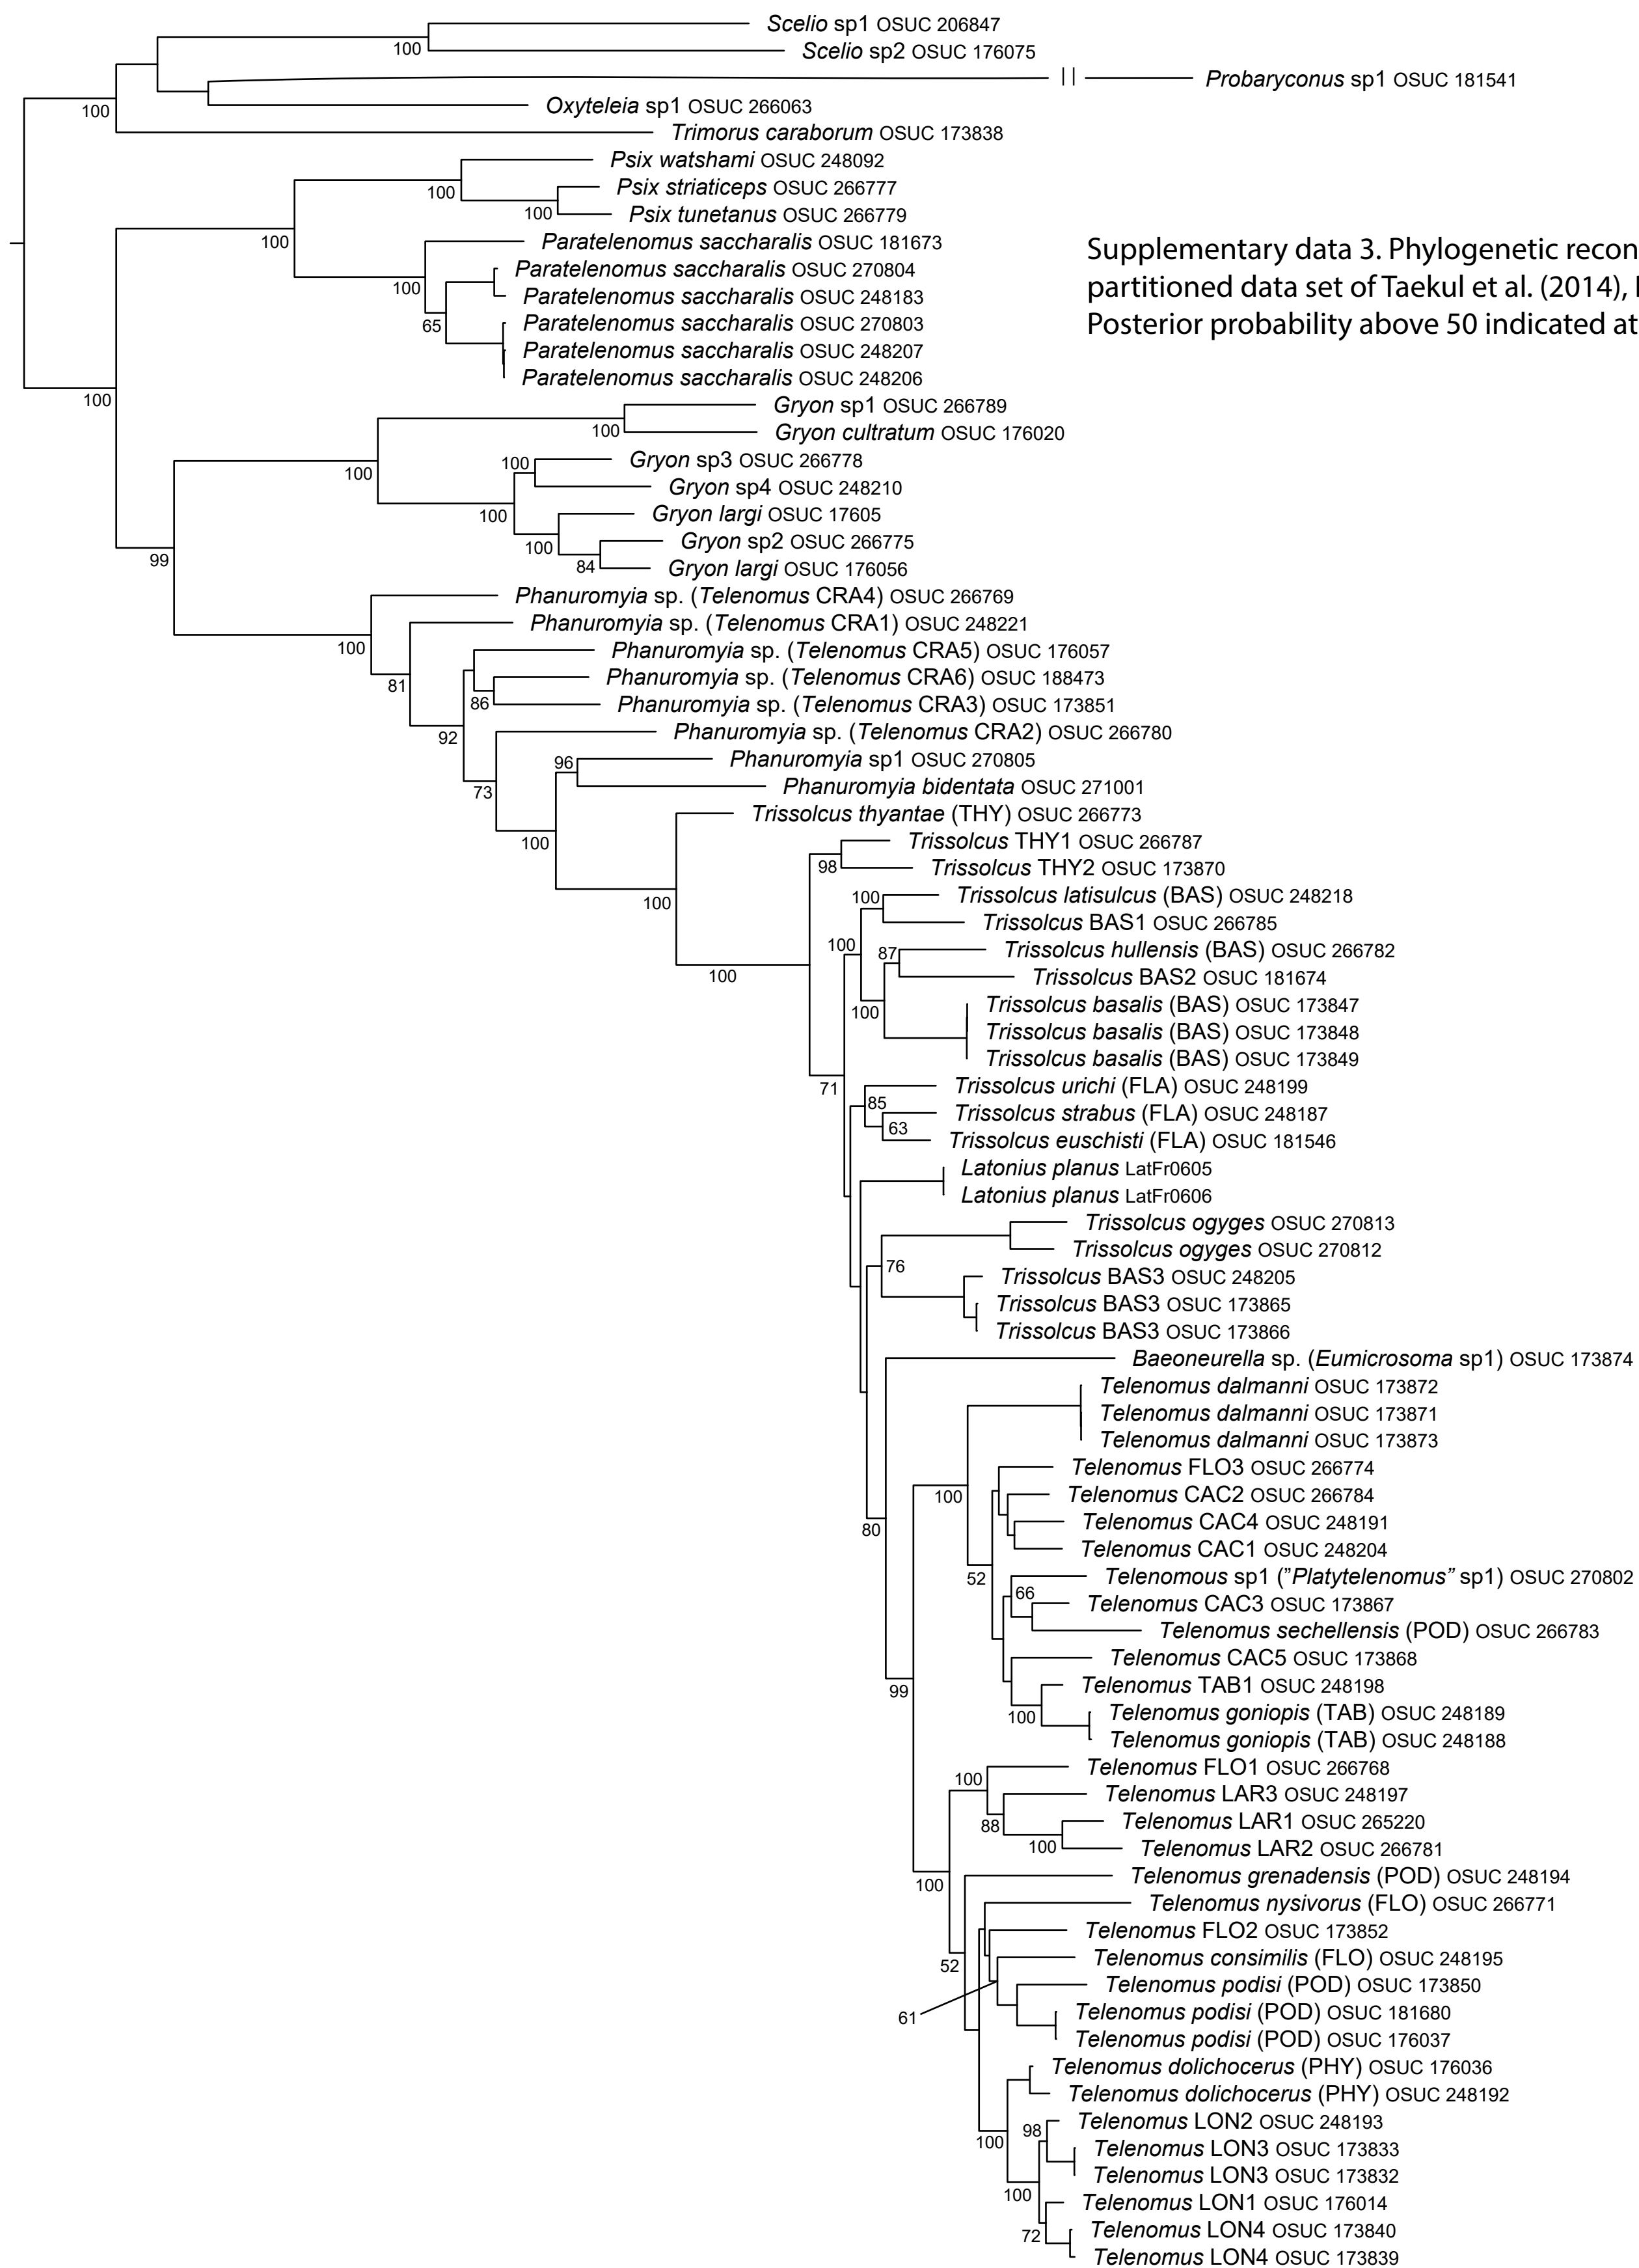 Scelio sp1 OSUC 206847
100
Scelio sp2 OSUC 176075
Probaryconus sp1 OSUC 181541
Oxyteleia sp1 OSUC 266063
100
Trimorus caraborum OSUC 173838
Psix watshami OSUC 248092
100
Psix striaticeps OSUC 266777
100
Psix tunetanus OSUC 266779
100
Paratelenomus saccharalis OSUC 181673
Supplementary data 3. Phylogenetic recon
partitioned data set of Taekul et al. (2014),
Posterior probability above 50 indicated at
Paratelenomus saccharalis OSUC 270804
100
Paratelenomus saccharalis OSUC 248183
65
Paratelenomus saccharalis OSUC 270803
Paratelenomus saccharalis OSUC 248207
Paratelenomus saccharalis OSUC 248206
100
Gryon sp1 OSUC 266789
100
Gryon cultratum OSUC 176020
100
100
Gryon sp3 OSUC 266778
Gryon sp4 OSUC 248210
100
Gryon largi OSUC 17605
100
Gryon sp2 OSUC 266775
99
84
Gryon largi OSUC 176056
Phanuromyia sp. (Telenomus CRA4) OSUC 266769
Phanuromyia sp. (Telenomus CRA1) OSUC 248221
100
Phanuromyia sp. (Telenomus CRA5) OSUC 176057
81
Phanuromyia sp. (Telenomus CRA6) OSUC 188473
86
Phanuromyia sp. (Telenomus CRA3) OSUC 173851
92
Phanuromyia sp. (Telenomus CRA2) OSUC 266780
96
Phanuromyia sp1 OSUC 270805
73
Phanuromyia bidentata OSUC 271001
Trissolcus thyantae (THY) OSUC 266773
100
Trissolcus THY1 OSUC 266787
98
Trissolcus THY2 OSUC 173870
100
100
Trissolcus latisulcus (BAS) OSUC 248218
Trissolcus BAS1 OSUC 266785
100
87
Trissolcus hullensis (BAS) OSUC 266782
100
Trissolcus BAS2 OSUC 181674
100
Trissolcus basalis (BAS) OSUC 173847
Trissolcus basalis (BAS) OSUC 173848
Trissolcus basalis (BAS) OSUC 173849
71
Trissolcus urichi (FLA) OSUC 248199
85
Trissolcus strabus (FLA) OSUC 248187
63
Trissolcus euschisti (FLA) OSUC 181546
Latonius planus LatFr0605
Latonius planus LatFr0606
Trissolcus ogyges OSUC 270813
Trissolcus ogyges OSUC 270812
76
Trissolcus BAS3 OSUC 248205
Trissolcus BAS3 OSUC 173865
Trissolcus BAS3 OSUC 173866
Baeoneurella sp. (Eumicrosoma sp1) OSUC 173874
Telenomus dalmanni OSUC 173872
Telenomus dalmanni OSUC 173871
Telenomus dalmanni OSUC 173873
Telenomus FLO3 OSUC 266774
100
Telenomus CAC2 OSUC 266784
80
Telenomus CAC4 OSUC 248191
Telenomus CAC1 OSUC 248204
52
Telenomous sp1 ("Platytelenomus" sp1) OSUC 270802
66
Telenomus CAC3 OSUC 173867
Telenomus sechellensis (POD) OSUC 266783
Telenomus CAC5 OSUC 173868
99
Telenomus TAB1 OSUC 248198
100
Telenomus goniopis (TAB) OSUC 248189
Telenomus goniopis (TAB) OSUC 248188
100
Telenomus FLO1 OSUC 266768
Telenomus LAR3 OSUC 248197
88
Telenomus LAR1 OSUC 265220
100
Telenomus LAR2 OSUC 266781
100
Telenomus grenadensis (POD) OSUC 248194
Telenomus nysivorus (FLO) OSUC 266771
Telenomus FLO2 OSUC 173852
52
Telenomus consimilis (FLO) OSUC 248195
Telenomus podisi (POD) OSUC 173850
61
Telenomus podisi (POD) OSUC 181680
Telenomus podisi (POD) OSUC 176037
Telenomus dolichocerus (PHY) OSUC 176036
Telenomus dolichocerus (PHY) OSUC 248192
100
98
Telenomus LON2 OSUC 248193
Telenomus LON3 OSUC 173833
Telenomus LON3 OSUC 173832
100
Telenomus LON1 OSUC 176014
72
Telenomus LON4 OSUC 173840
Telenomus LON4 OSUC 173839